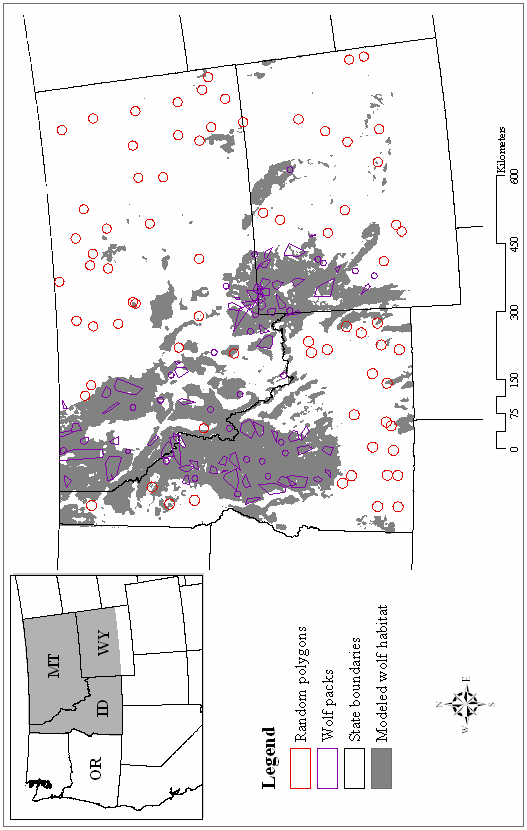 MT
WY
ID
OR
Legend
Random polygons
Wolf packs
State boundaries
Modeled wolf habitat
N
W E
S
0 75 150 300 450 600
Kilometers